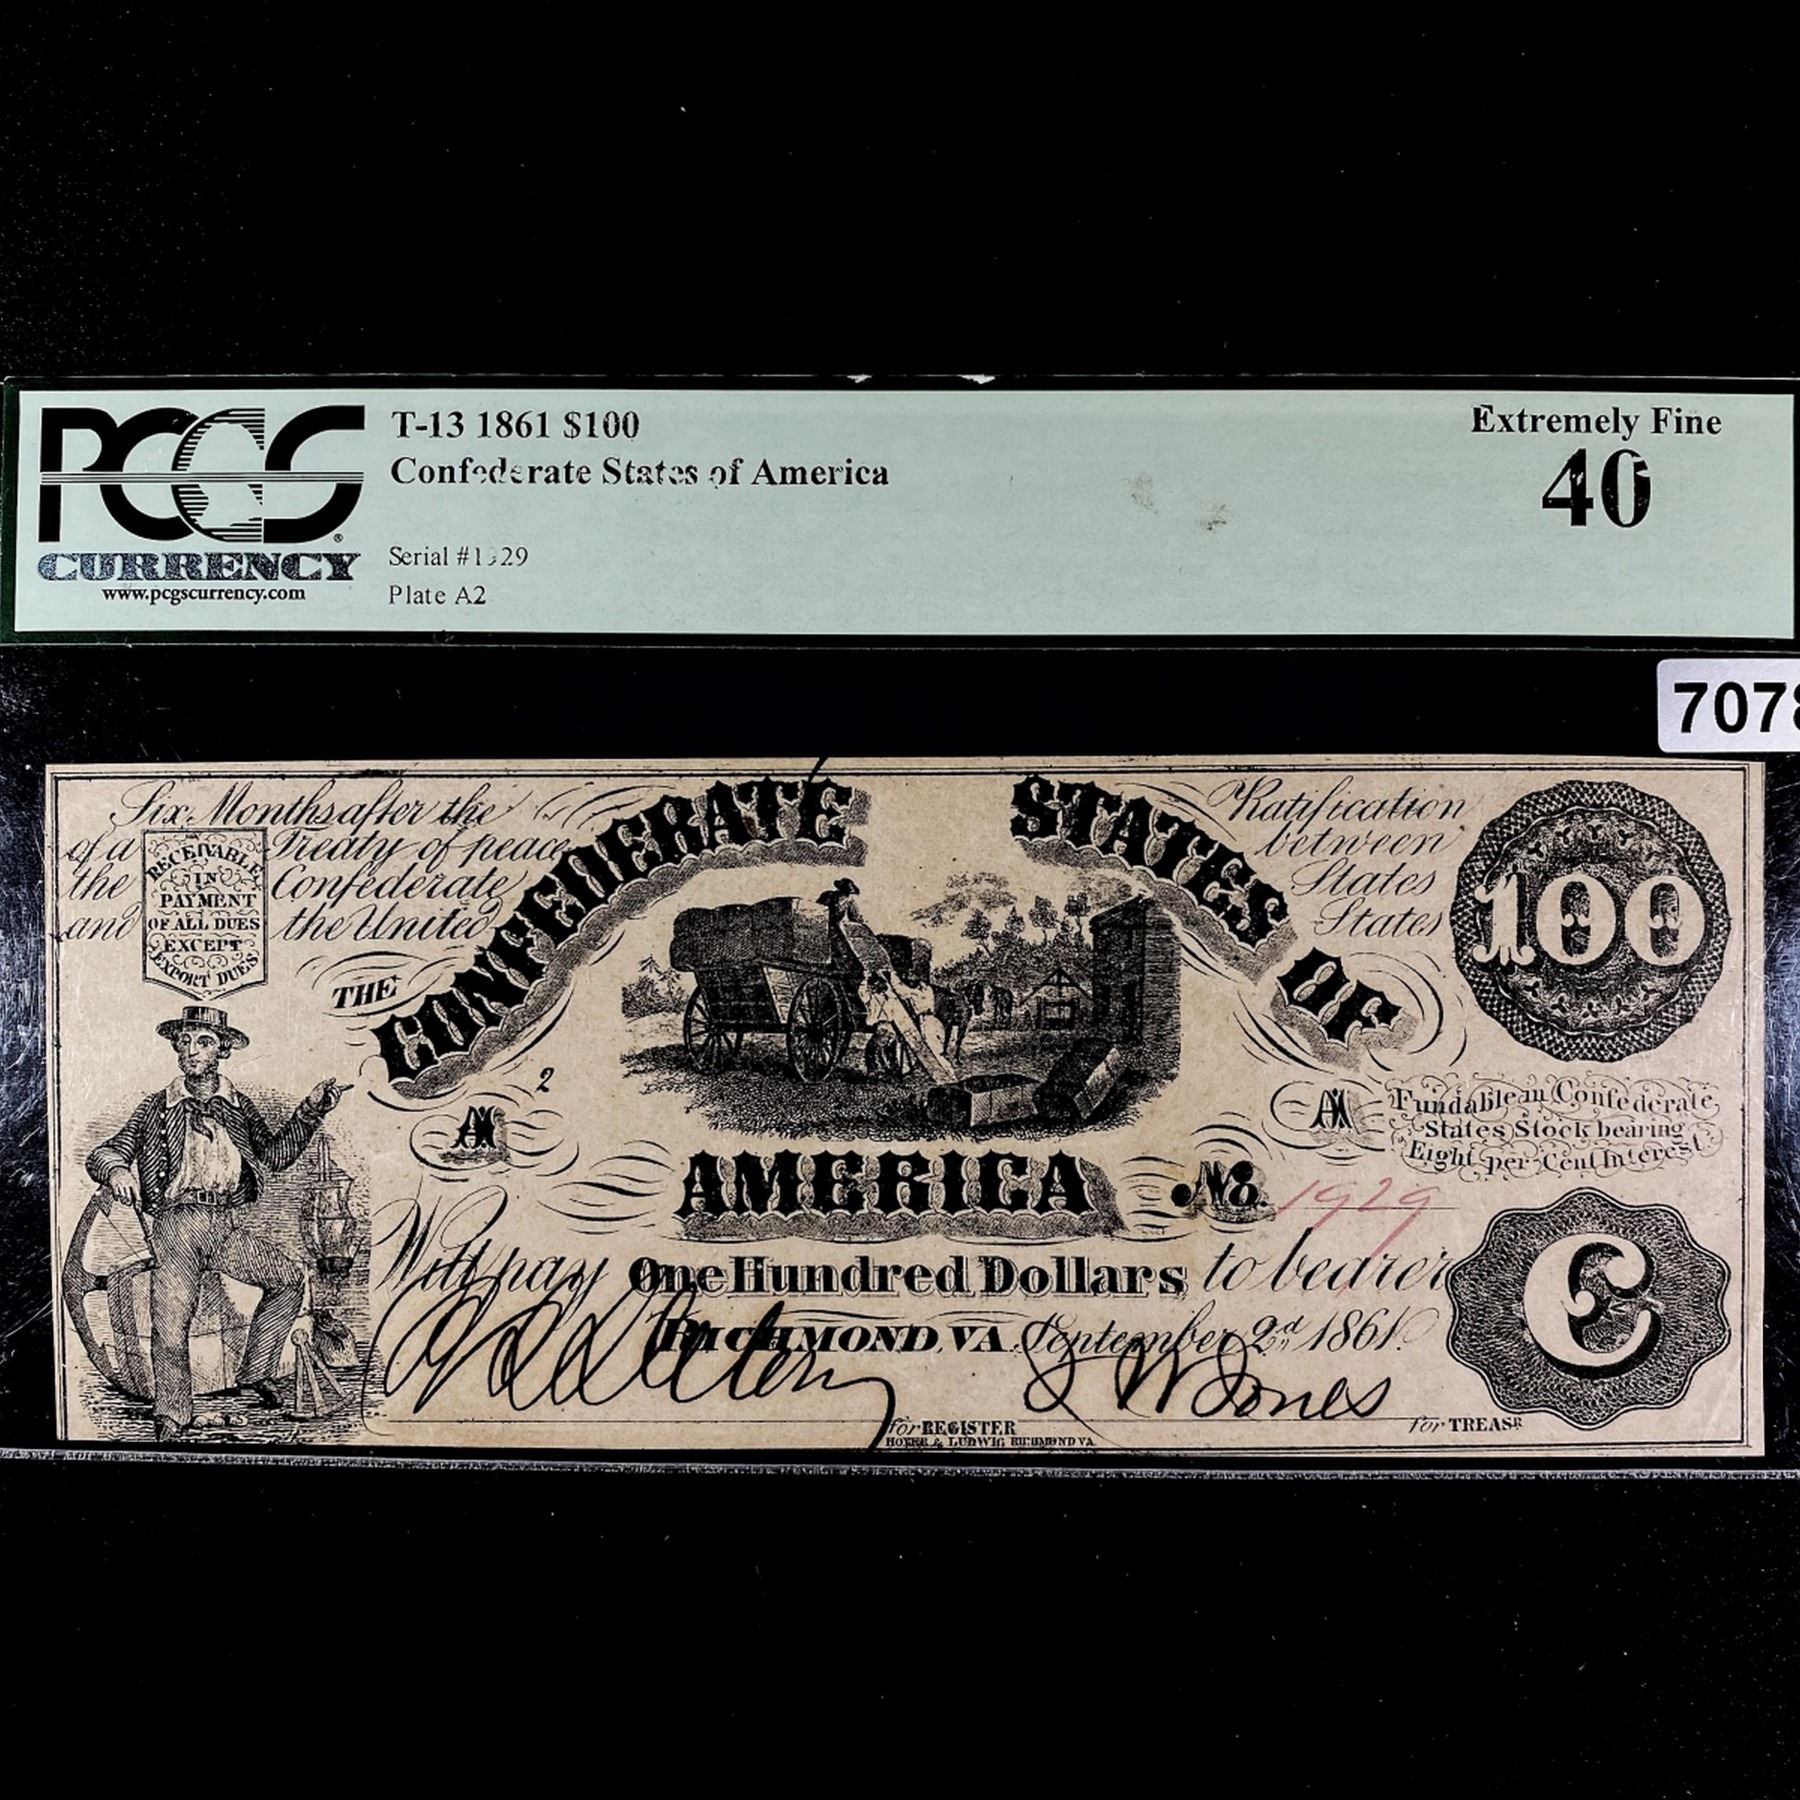 PCGS
CURRENCY
www.pcgscurrency.com
T-13 1861 $100
Confederate States of America
Serial #1929
Plate A2
Extremely Fine
40
7078
Six Months after the Ratification
of a Treaty of peace between
the Confederate States
and the United States
RECEIVABLE
IN
PAYMENT
OF ALL DUES
EXCEPT
EXPORT DUES
THE CONFEDERATE STATES OF
AMERICA
100
2
A1 A1
Fundable in Confederate
States Stock bearing
Eight per Cent Interest
No. 1929
Will pay One Hundred Dollars to bearer
RICHMOND, VA. September 2d 1861.
C
Jones
for REGISTER
for TREASR
HOYER & LUDWIG RICHMOND VA.